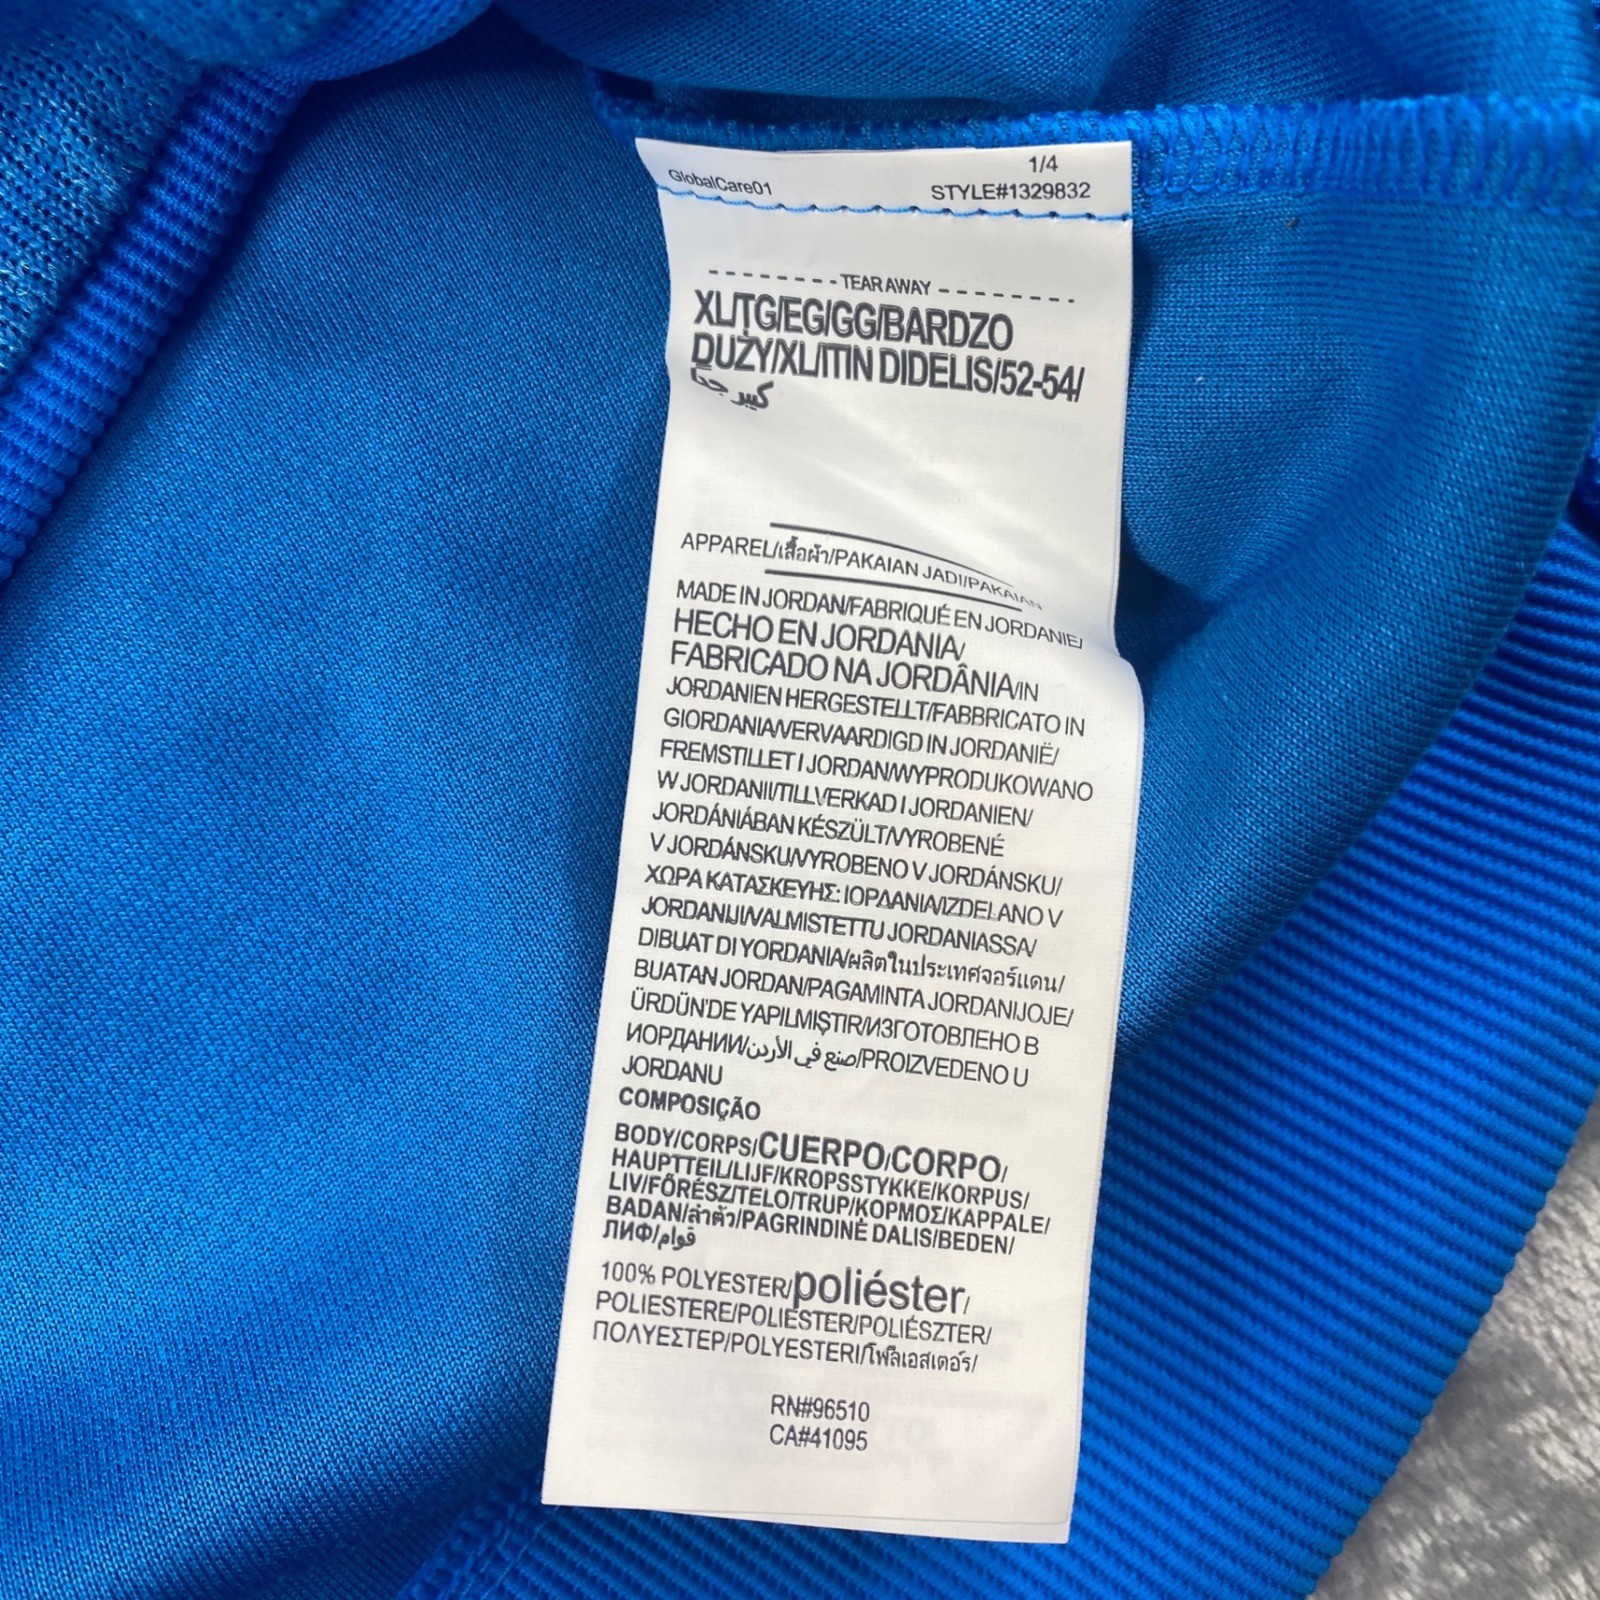 GlobalCare01
1/4
STYLE#1329832
TEAR AWAY
XL/TG/EG/GG/BARDZO
DUŻY/XL/ITIN DIDELIS/52-54/
كبير جدًا
APPAREL/เสื้อผ้า/PAKAIAN JADI/PAKAIAN
MADE IN JORDAN/FABRIQUÉ EN JORDANIE/
HECHO EN JORDANIA/
FABRICADO NA JORDÂNIA/IN
JORDANIEN HERGESTELLT/FABBRICATO IN
GIORDANIA/VERVAARDIGD IN JORDANIË/
FREMSTILLET I JORDAN/WYPRODUKOWANO
W JORDANII/TILLVERKAD I JORDANIEN/
JORDÁNIÁBAN KÉSZÜLT/VYROBENÉ
V JORDÁNSKU/VYROBENO V JORDÁNSKU/
ΧΩΡΑ ΚΑΤΑΣΚΕΥΗΣ: ΙΟΡΔΑΝΙΑ/IZDELANO V
JORDANIJI/VALMISTETTU JORDANIASSA/
DIBUAT DI YORDANIA/ผลิตในประเทศจอร์แดน/
BUATAN JORDAN/PAGAMINTA JORDANIJOJE/
ÜRDÜN'DE YAPILMIŞTIR/ИЗГОТОВЛЕНО В
ИОРДАНИИ/صنع في الأردن/PROIZVEDENO U
JORDANU
COMPOSIÇÃO
BODY/CORPS/CUERPO/CORPO/
HAUPTTEIL/LIJF/KROPSSTYKKE/KORPUS/
LIV/FŐRÉSZ/TELO/TRUP/ΚΟΡΜΟΣ/KAPPALE/
BADAN/ลำตัว/PAGRINDINĖ DALIS/BEDEN/
ЛИФ/قوام
100% POLYESTER/poliéster/
POLIESTERE/POLIESTER/POLIÉSZTER/
ΠΟΛΥΕΣΤΕΡ/POLYESTERI/โพลีเอสเตอร์/
RN#96510
CA#41095